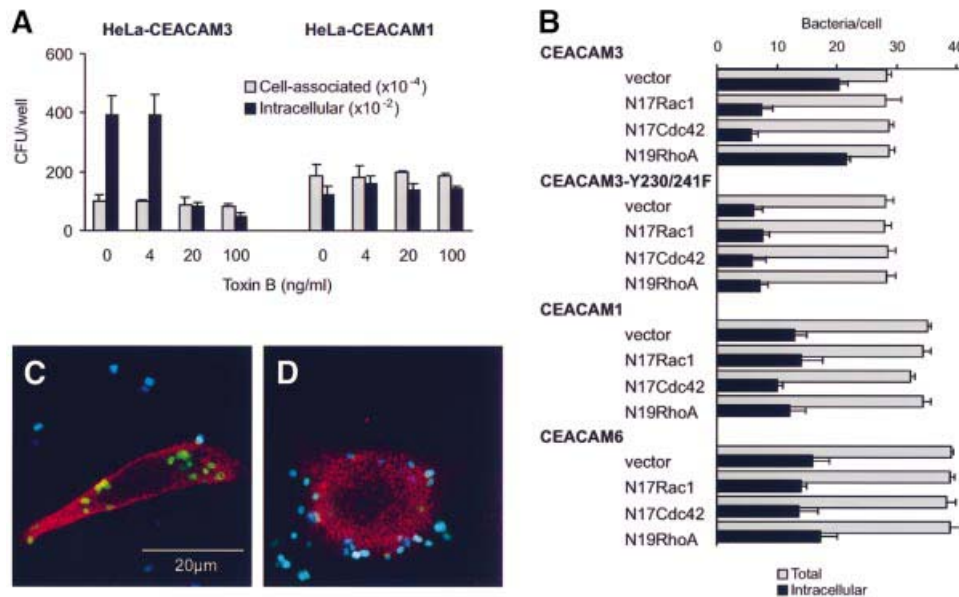 A
HeLa-CEACAM3 HeLa-CEACAM1
600
400
200
0
CFU/well
Cell-associated (x10⁻⁴)
Intracellular (x10⁻²)
0 4 20 100 0 4 20 100
Toxin B (ng/ml)
B
Bacteria/cell
0 10 20 30 40
CEACAM3
vector
N17Rac1
N17Cdc42
N19RhoA
CEACAM3-Y230/241F
vector
N17Rac1
N17Cdc42
N19RhoA
CEACAM1
vector
N17Rac1
N17Cdc42
N19RhoA
CEACAM6
vector
N17Rac1
N17Cdc42
N19RhoA
Total
Intracellular
C
20µm
D